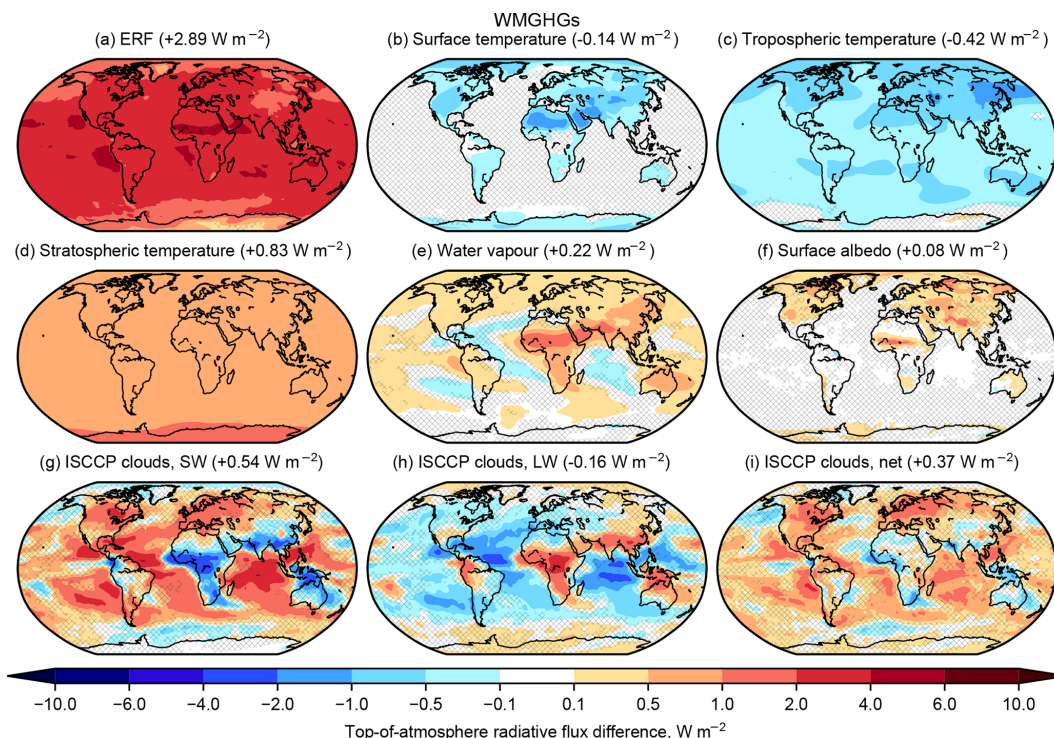 WMGHGs
(a) ERF (+2.89 W m⁻²)
(b) Surface temperature (-0.14 W m⁻²)
(c) Tropospheric temperature (-0.42 W m⁻²)
(d) Stratospheric temperature (+0.83 W m⁻²)
(e) Water vapour (+0.22 W m⁻²)
(f) Surface albedo (+0.08 W m⁻²)
(g) ISCCP clouds, SW (+0.54 W m⁻²)
(h) ISCCP clouds, LW (-0.16 W m⁻²)
(i) ISCCP clouds, net (+0.37 W m⁻²)
−10.0 −6.0 −4.0 −2.0 −1.0 −0.5 −0.1 0.1 0.5 1.0 2.0 4.0 6.0 10.0
Top-of-atmosphere radiative flux difference, W m⁻²